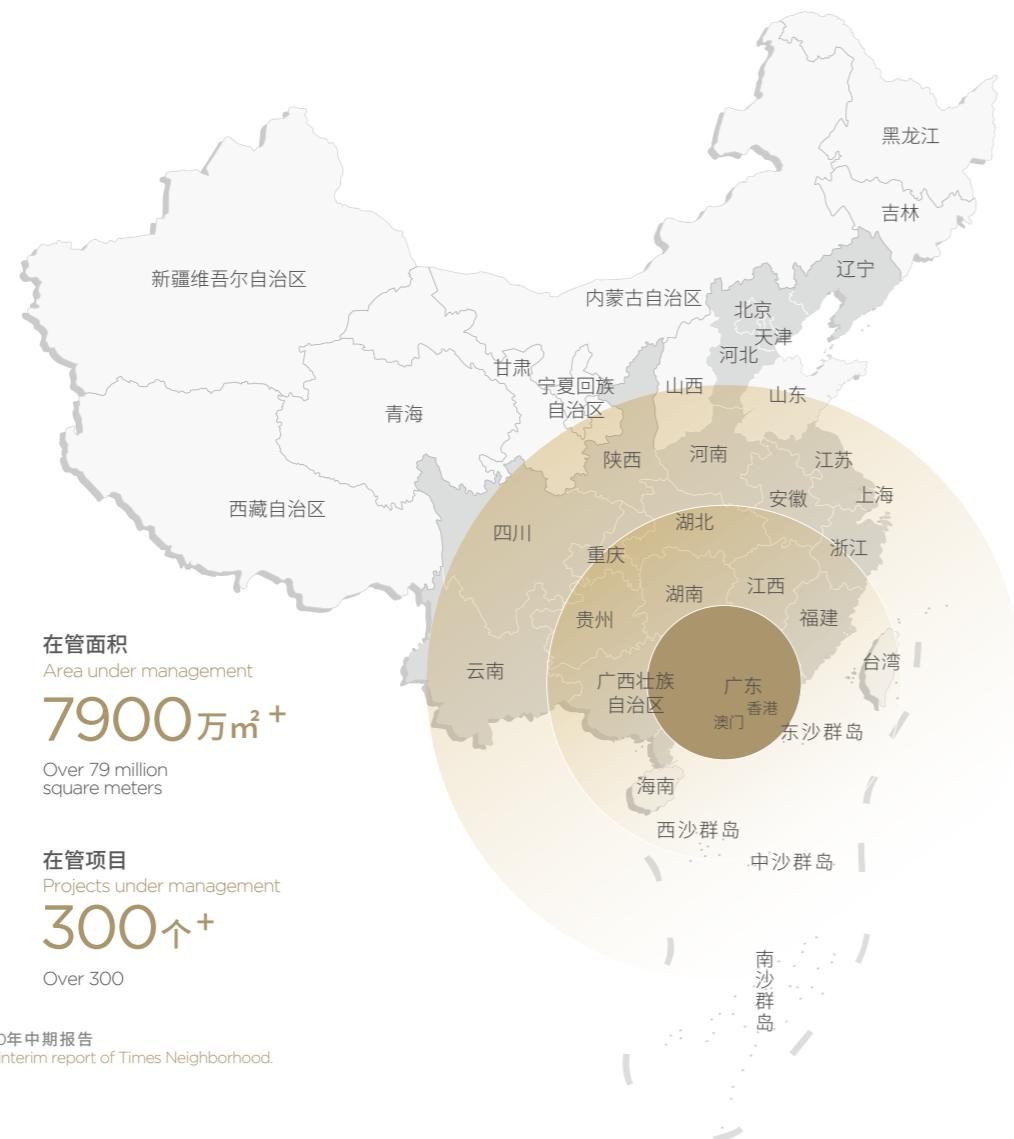 黑龙江
吉林
辽宁
新疆维吾尔自治区
内蒙古自治区
北京
天津
河北
甘肃
宁夏回族
自治区
山西
山东
青海
陕西
河南
江苏
西藏自治区
安徽
上海
四川
湖北
重庆
浙江
湖南
江西
贵州
福建
云南
广西壮族
自治区
广东
香港
澳门
台湾
东沙群岛
海南
西沙群岛
中沙群岛
南沙群岛
在管面积
Area under management
7900万㎡+
Over 79 million
square meters
在管项目
Projects under management
300个+
Over 300
0年中期报告
interim report of Times Neighborhood.